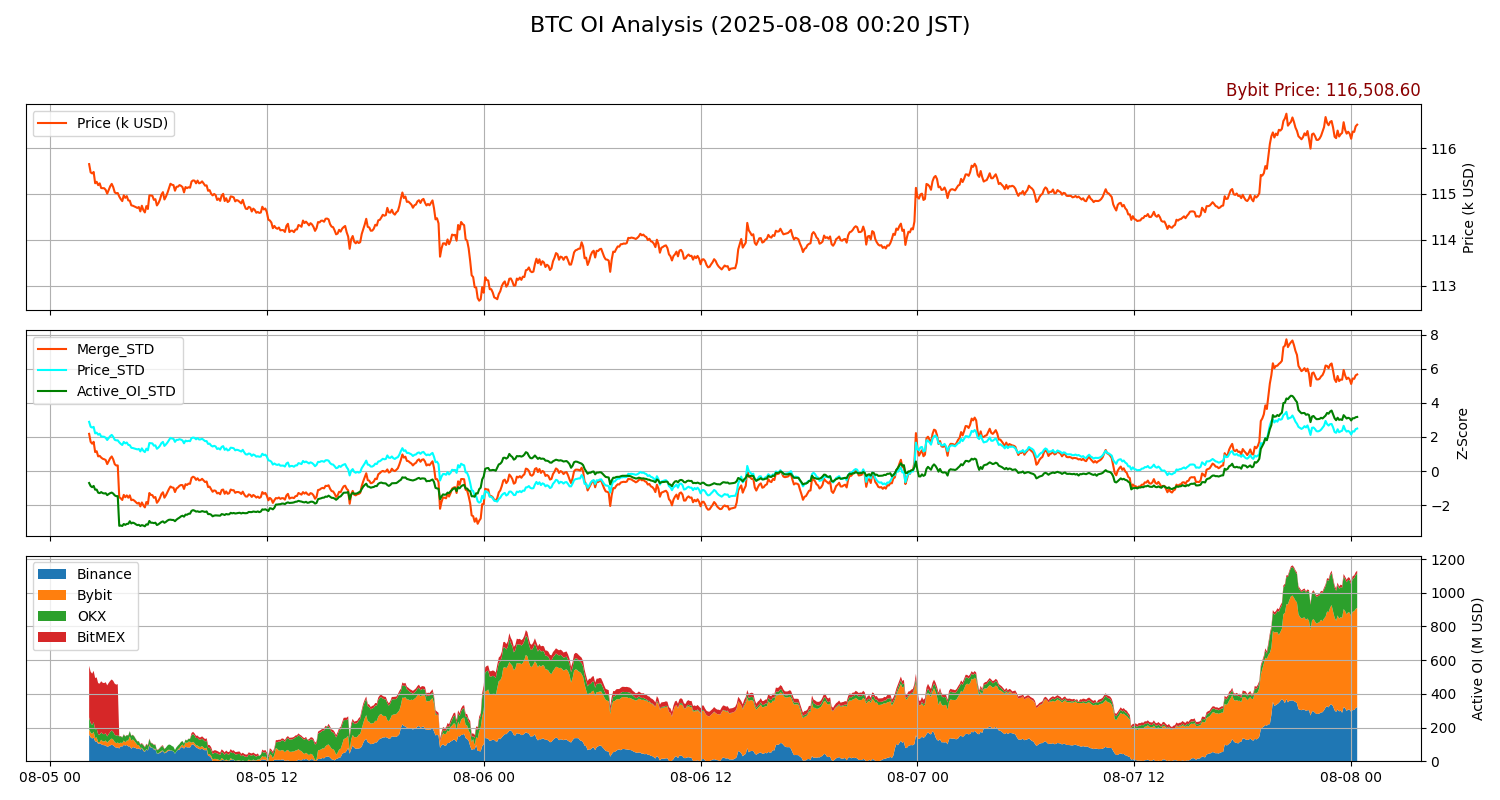 BTC OI Analysis (2025-08-08 00:20 JST)
Bybit Price: 116,508.60
Price (k USD)
116
115
114
113
Price (k USD)
Merge_STD
Price_STD
Active_OI_STD
8
6
4
2
0
−2
Z-Score
Binance
Bybit
OKX
BitMEX
1200
1000
800
600
400
200
0
Active OI (M USD)
08-05 00
08-05 12
08-06 00
08-06 12
08-07 00
08-07 12
08-08 00